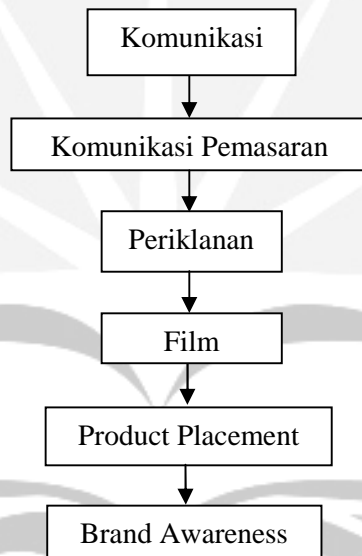 Komunikasi
Komunikasi Pemasaran
Periklanan
Film
Product Placement
Brand Awareness